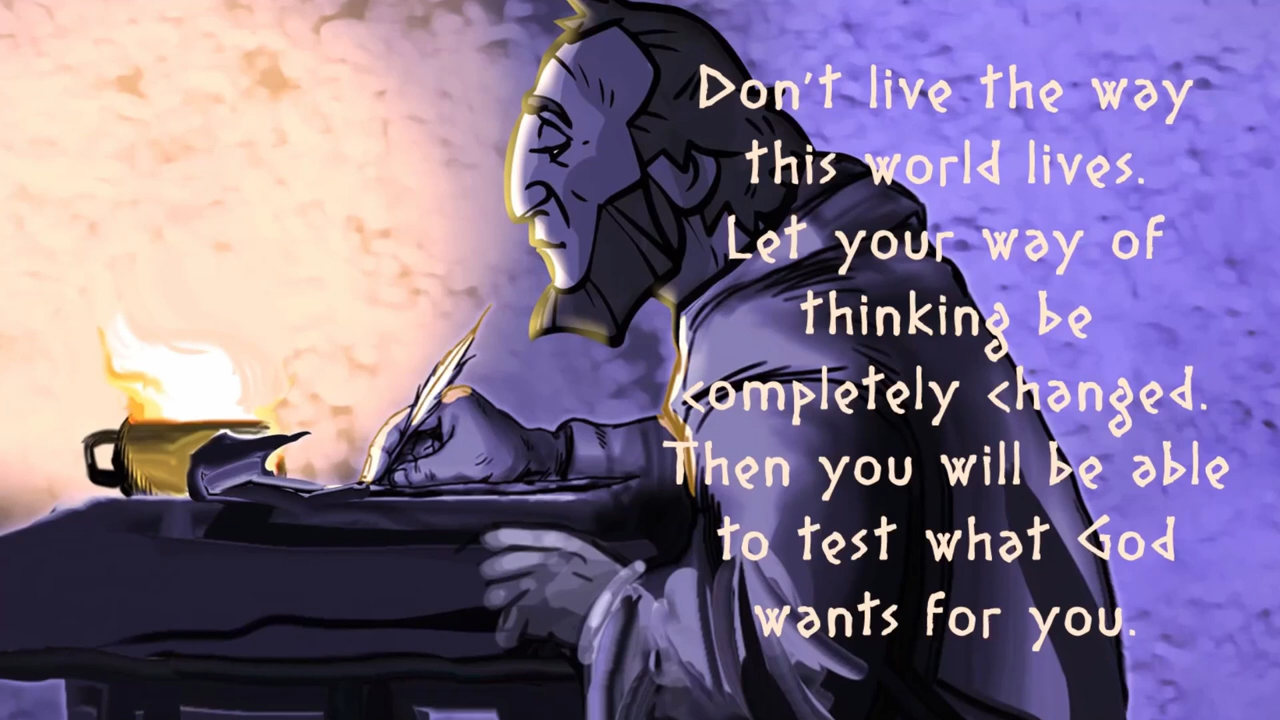 Don't live the way
this world lives.
Let your way of
thinking be
completely changed.
Then you will be able
to test what God
wants for you.